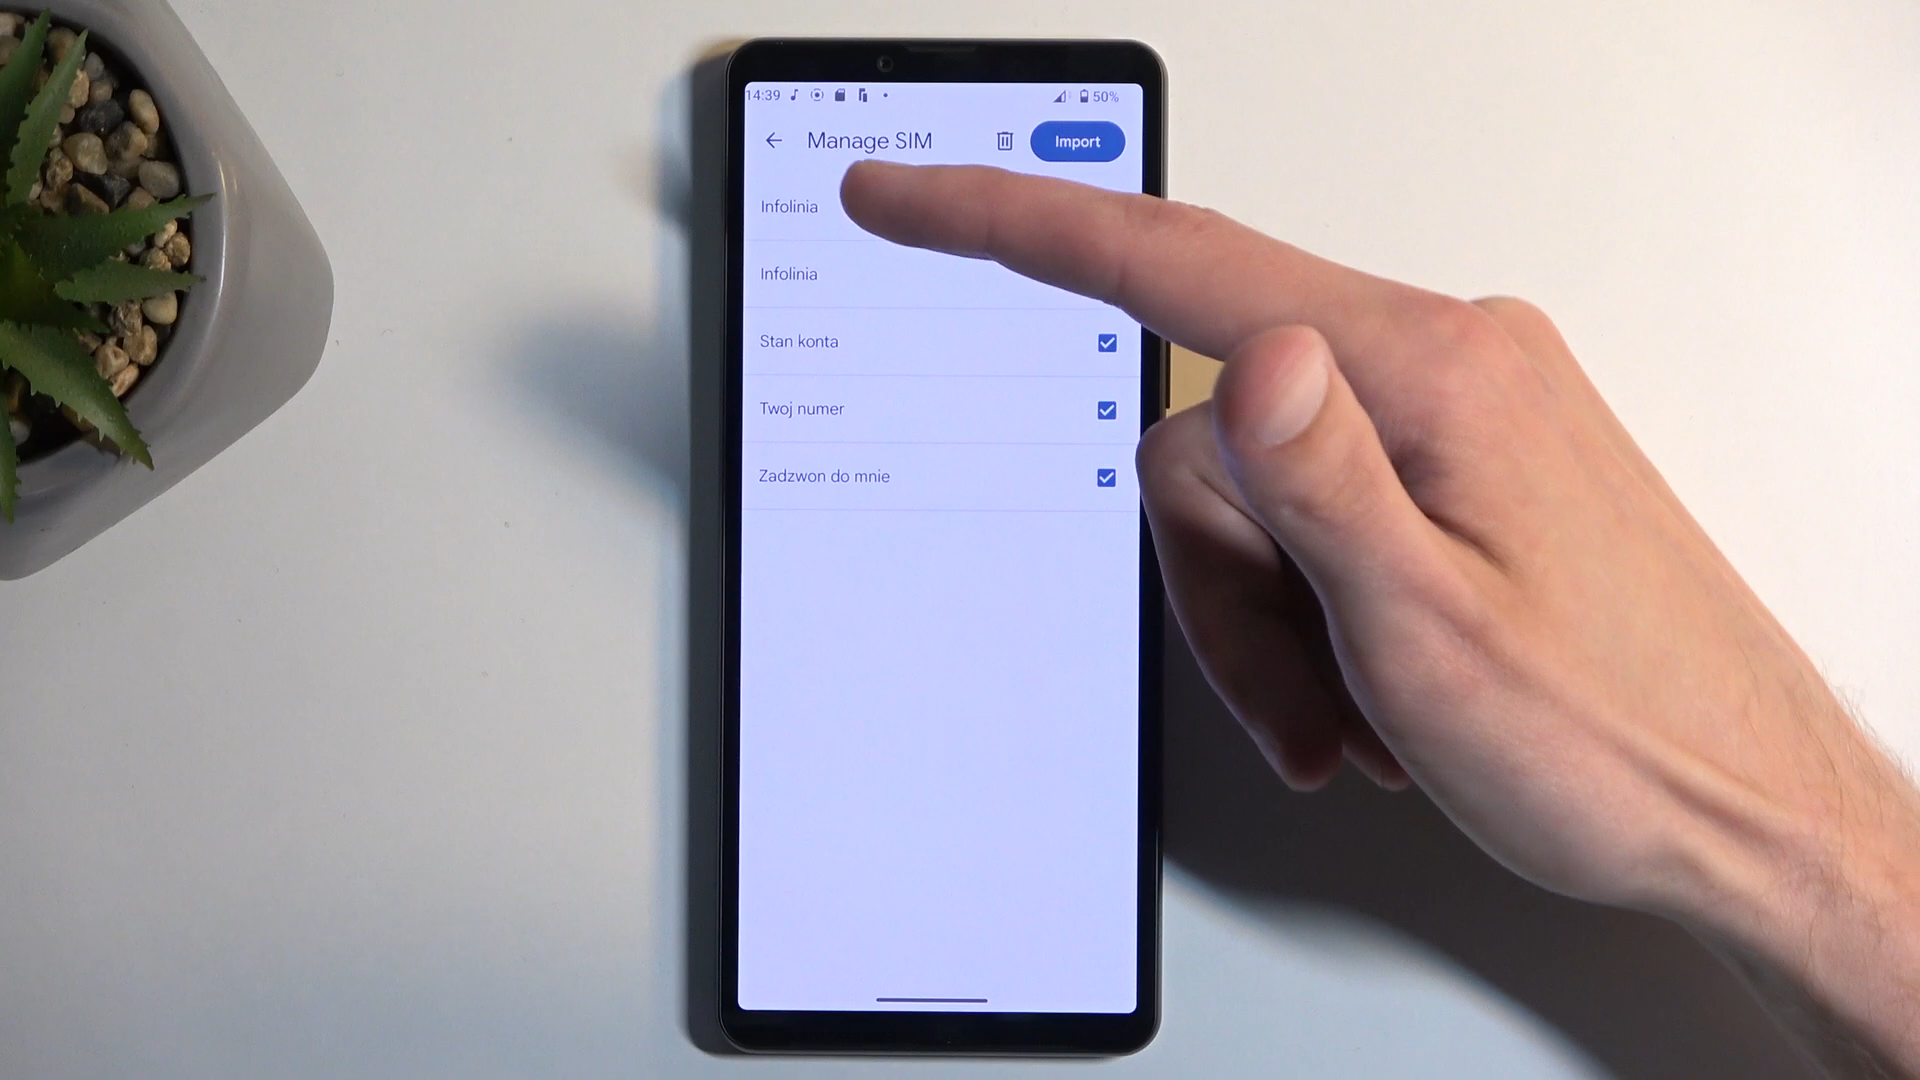 14:39 50%
Manage SIM Import
Infolinia
Infolinia
Stan konta
Twoj numer
Zadzwon do mnie